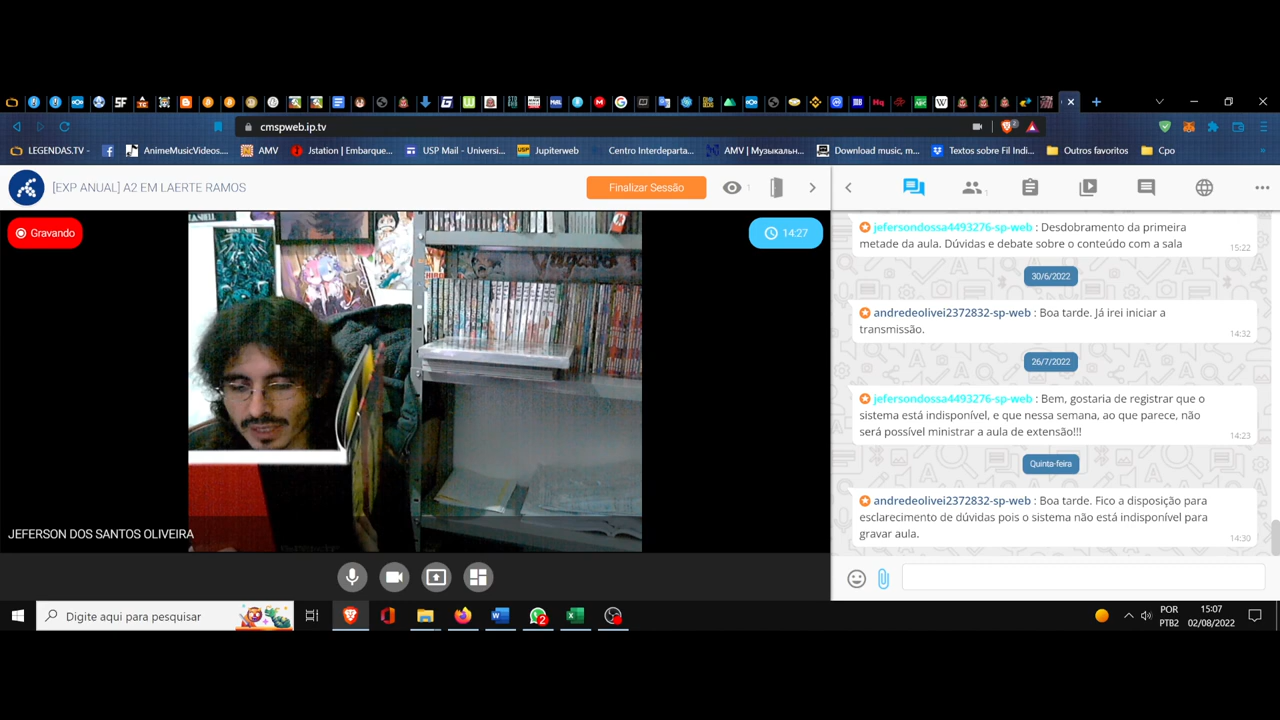 cmspweb.ip.tv
2
LEGENDAS.TV -
AnimeMusicVideos...
AMV
Jstation | Embarque...
USP Mail - Universi...
Jupiterweb
Centro Interdeparta...
AMV | Музыкальн...
Download music, m...
Textos sobre Fil Indi...
Outros favoritos
Cpo
[EXP ANUAL] A2 EM LAERTE RAMOS
Finalizar Sessão
1
1
Gravando
14:27
JEFERSON DOS SANTOS OLIVEIRA
jefersondossa4493276-sp-web : Desdobramento da primeira
metade da aula. Dúvidas e debate sobre o conteúdo com a sala
15:22
30/6/2022
andredeolivei2372832-sp-web : Boa tarde. Já irei iniciar a
transmissão.
14:32
26/7/2022
jefersondossa4493276-sp-web : Bem, gostaria de registrar que o
sistema está indisponível, e que nessa semana, ao que parece, não
será possível ministrar a aula de extensão!!!
14:23
Quinta-feira
andredeolivei2372832-sp-web : Boa tarde. Fico a disposição para
esclarecimento de dúvidas pois o sistema não está indisponível para
gravar aula.
14:30
Digite aqui para pesquisar
2
POR
PTB2
15:07
02/08/2022